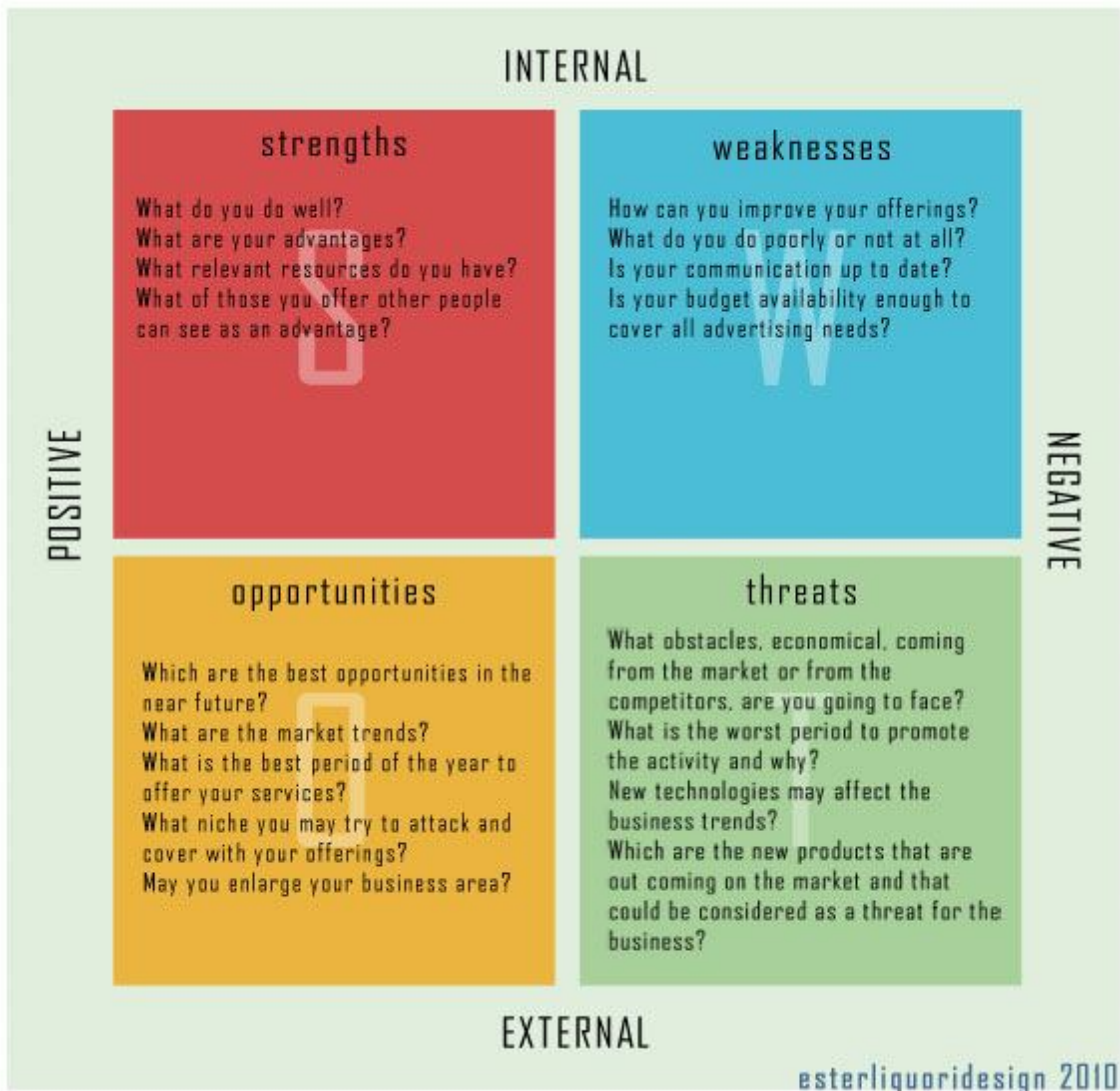 INTERNAL
strengths
What do you do well?
What are your advantages?
What relevant resources do you have?
What of those you offer other people
can see as an advantage?
S
weaknesses
How can you improve your offerings?
What do you do poorly or not at all?
Is your communication up to date?
Is your budget availability enough to
cover all advertising needs?
W
POSITIVE
NEGATIVE
opportunities
Which are the best opportunities in the
near future?
What are the market trends?
What is the best period of the year to
offer your services?
What niche you may try to attack and
cover with your offerings?
May you enlarge your business area?
O
threats
What obstacles, economical, coming
from the market or from the
competitors, are you going to face?
What is the worst period to promote
the activity and why?
New technologies may affect the
business trends?
Which are the new products that are
out coming on the market and that
could be considered as a threat for the
business?
T
EXTERNAL
esterliquoridesign 2010